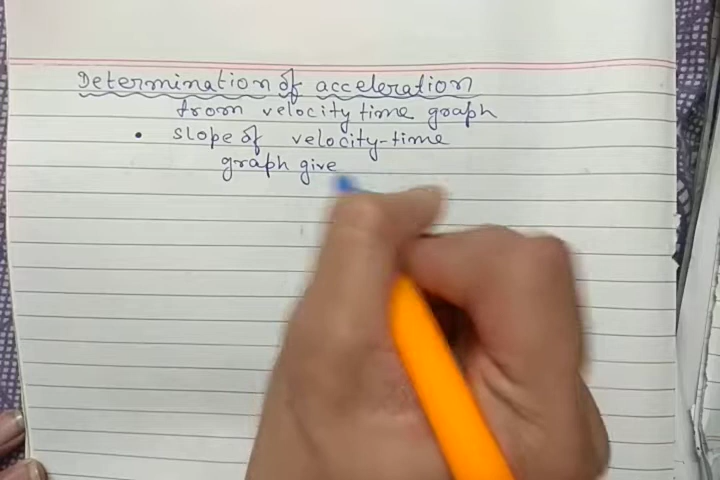 Determination of acceleration
from velocity time graph
• slope of velocity-time
graph give